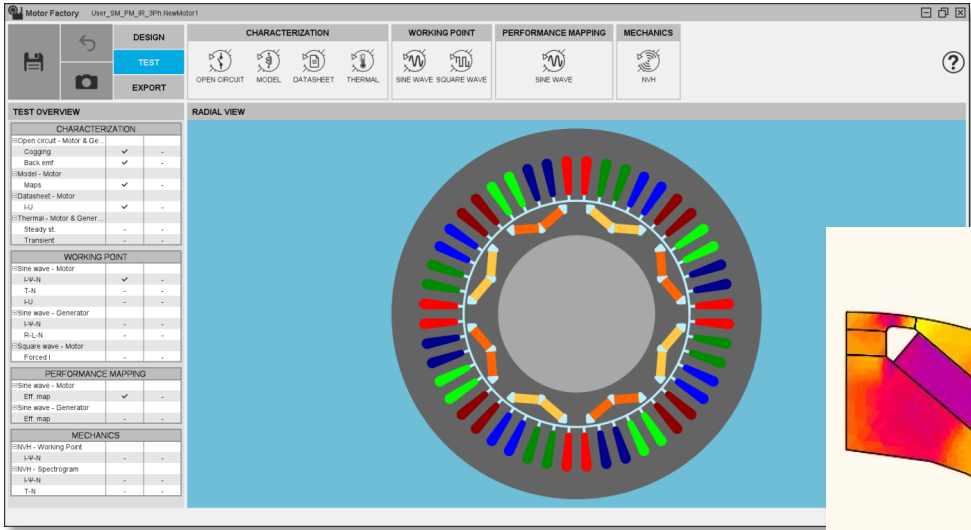 Motor Factory User_SM_PM_IR_3Ph.NewMotor1
DESIGN
TEST
EXPORT
CHARACTERIZATION
OPEN CIRCUIT MODEL DATASHEET THERMAL
WORKING POINT
SINE WAVE SQUARE WAVE
PERFORMANCE MAPPING
SINE WAVE
MECHANICS
NVH
?
TEST OVERVIEW
CHARACTERIZATION
Open circuit - Motor & Ge...
Cogging ✓ -
Back emf ✓ -
Model - Motor
Maps ✓ -
Datasheet - Motor
I-U ✓ -
Thermal - Motor & Gener...
Steady st. - -
Transient - -
WORKING POINT
Sine wave - Motor
I-Ψ-N ✓ -
T-N - -
I-U - -
Sine wave - Generator
I-Ψ-N - -
R-L-N - -
Square wave - Motor
Forced I - -
PERFORMANCE MAPPING
Sine wave - Motor
Eff. map ✓ -
Sine wave - Generator
Eff. map - -
MECHANICS
NVH - Working Point
I-Ψ-N - -
NVH - Spectrogram
I-Ψ-N - -
T-N - -
RADIAL VIEW